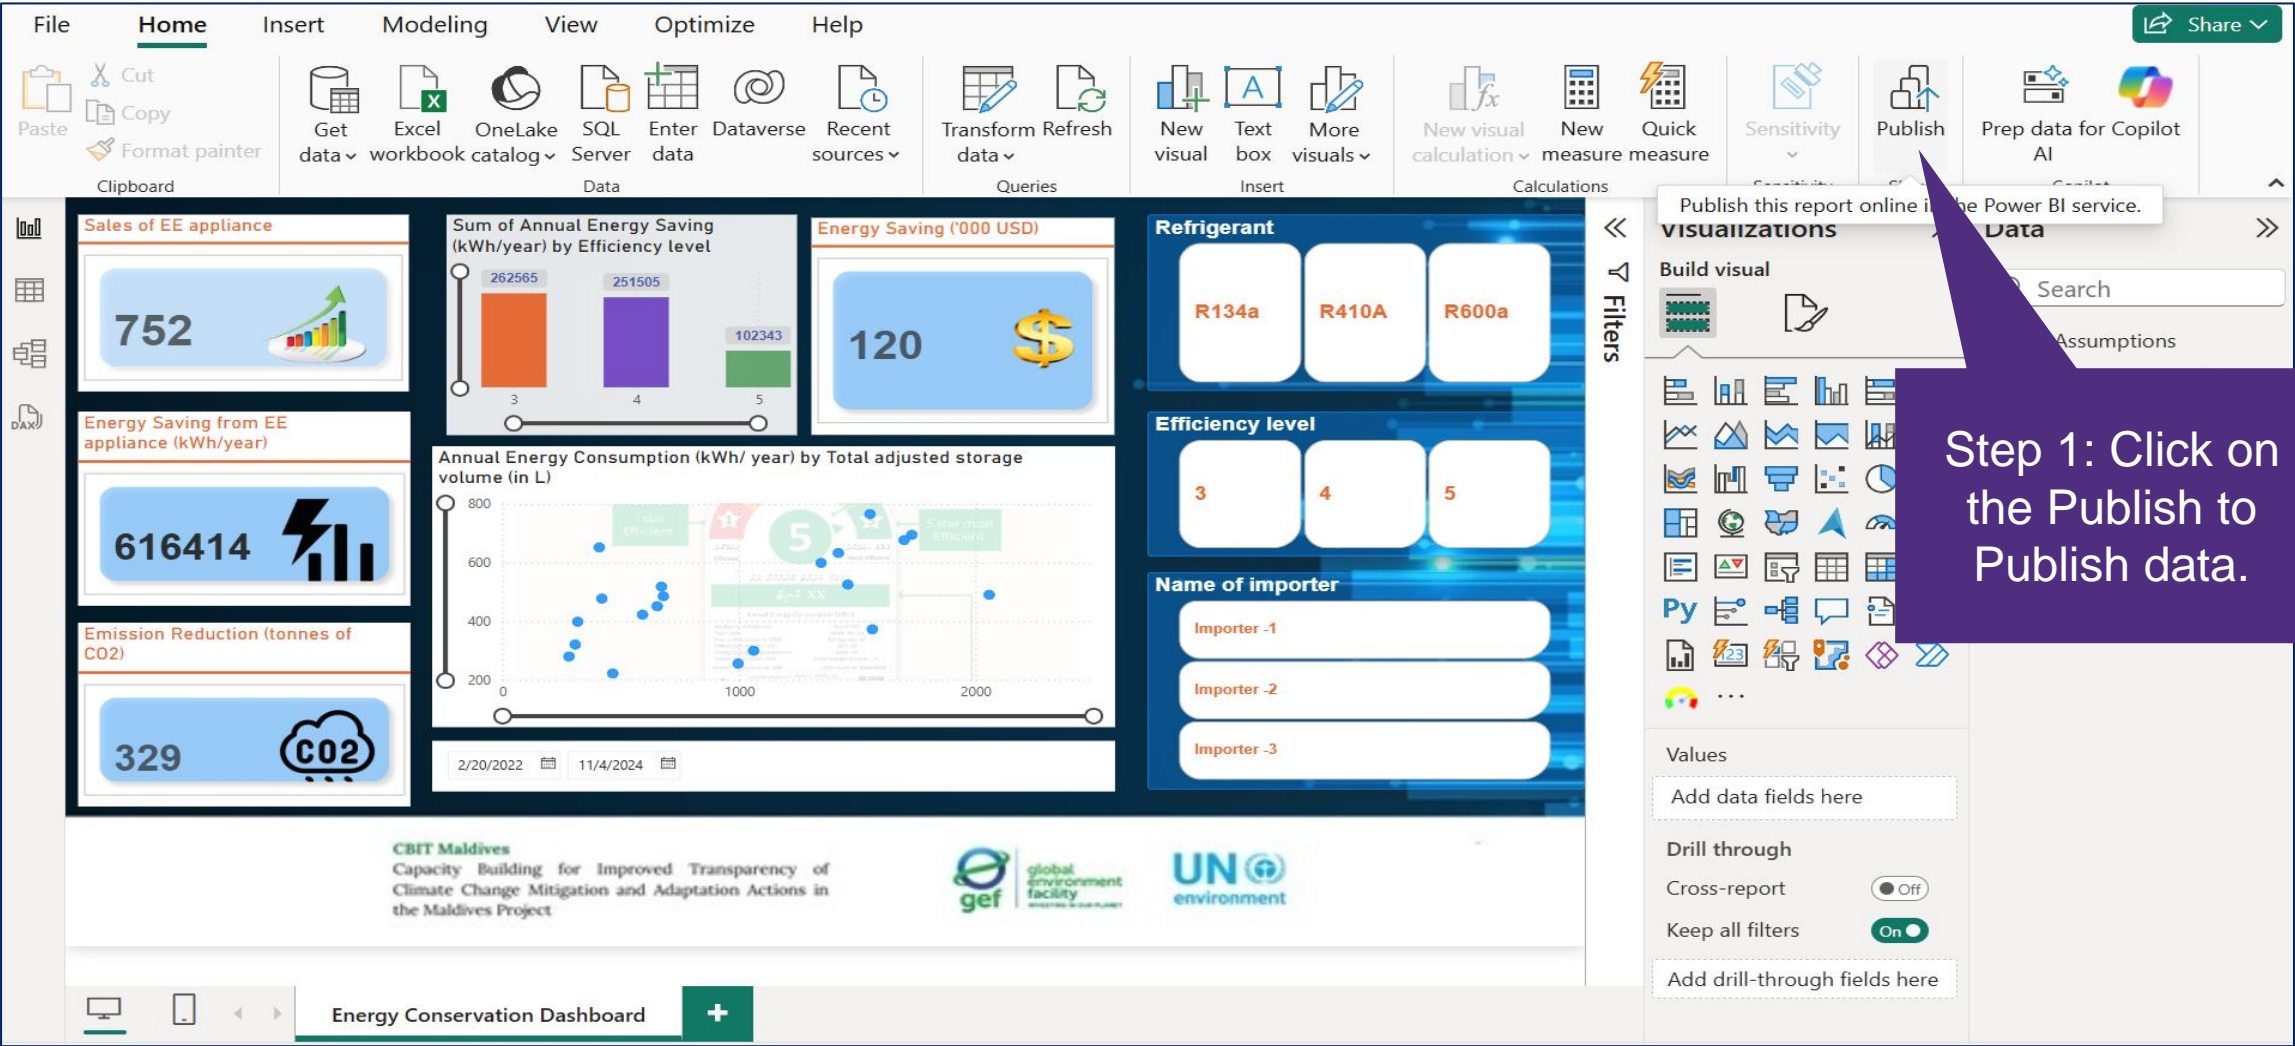 File Home Insert Modeling View Optimize Help Share
Paste
Cut
Copy
Format painter
Clipboard
Get data
Excel workbook
OneLake catalog
SQL Server
Enter data
Dataverse
Recent sources
Data
Transform data
Refresh
Queries
New visual
Text box
More visuals
Insert
New visual calculation
New measure
Quick measure
Calculations
Sensitivity
Publish
Prep data for AI
Copilot
Publish this report online in the Power BI service.
Sales of EE appliance
752
Energy Saving from EE
appliance (kWh/year)
616414
Emission Reduction (tonnes of
CO2)
329
CO2
Sum of Annual Energy Saving
(kWh/year) by Efficiency level
262565
251505
102343
3 4 5
Energy Saving ('000 USD)
120
Annual Energy Consumption (kWh/ year) by Total adjusted storage
volume (in L)
800
600
400
200
0 1000 2000
5
2/20/2022 11/4/2024
Refrigerant
R134a R410A R600a
Efficiency level
3 4 5
Name of importer
Importer -1
Importer -2
Importer -3
Filters
Visualizations
Build visual
Py
123
Values
Add data fields here
Drill through
Cross-report Off
Keep all filters On
Add drill-through fields here
Data
Search
Assumptions
Step 1: Click on
the Publish to
Publish data.
DAX
CBIT Maldives
Capacity Building for Improved Transparency of
Climate Change Mitigation and Adaptation Actions in
the Maldives Project
gef
global
environment
facility
UN
environment
Energy Conservation Dashboard